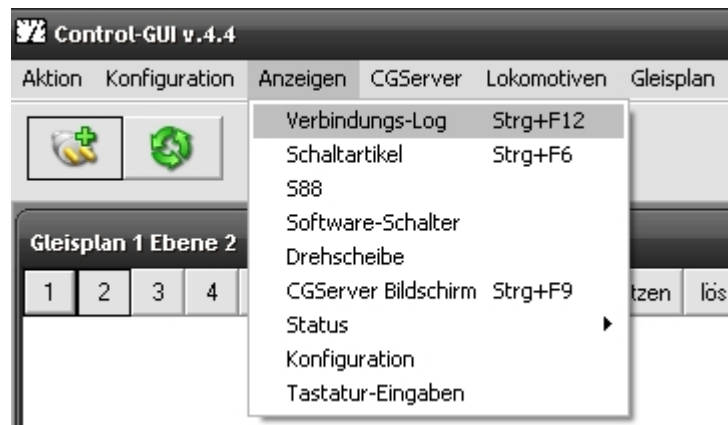 Control-GUI v.4.4
Aktion Konfiguration Anzeigen CGServer Lokomotiven Gleisplan
Verbindungs-Log Strg+F12
Schaltartikel Strg+F6
S88
Software-Schalter
Drehscheibe
CGServer Bildschirm Strg+F9
Status
Konfiguration
Tastatur-Eingaben
Gleisplan 1 Ebene 2
1 2 3 4 tzen lös